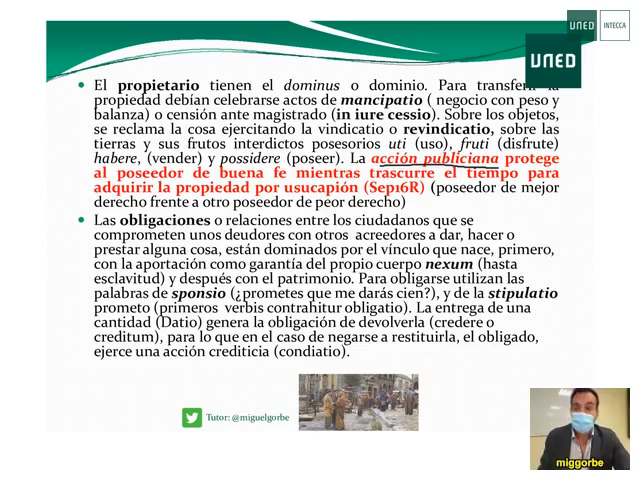 UNED
INTECCA
UNED
El propietario tienen el dominus o dominio. Para transferir la
propiedad debían celebrarse actos de mancipatio ( negocio con peso y
balanza) o censión ante magistrado (in iure cessio). Sobre los objetos,
se reclama la cosa ejercitando la vindicatio o revindicatio, sobre las
tierras y sus frutos interdictos posesorios uti (uso), fruti (disfrute)
habere, (vender) y possidere (poseer). La acción publiciana protege
al poseedor de buena fe mientras trascurre el tiempo para
adquirir la propiedad por usucapión (Sep16R) (poseedor de mejor
derecho frente a otro poseedor de peor derecho)
Las obligaciones o relaciones entre los ciudadanos que se
comprometen unos deudores con otros acreedores a dar, hacer o
prestar alguna cosa, están dominados por el vínculo que nace, primero,
con la aportación como garantía del propio cuerpo nexum (hasta
esclavitud) y después con el patrimonio. Para obligarse utilizan las
palabras de sponsio (¿prometes que me darás cien?), y de la stipulatio
prometo (primeros verbis contrahitur obligatio). La entrega de una
cantidad (Datio) genera la obligación de devolverla (credere o
creditum), para lo que en el caso de negarse a restituirla, el obligado,
ejerce una acción crediticia (condiatio).
Tutor: @miguelgorbe
miggorbe